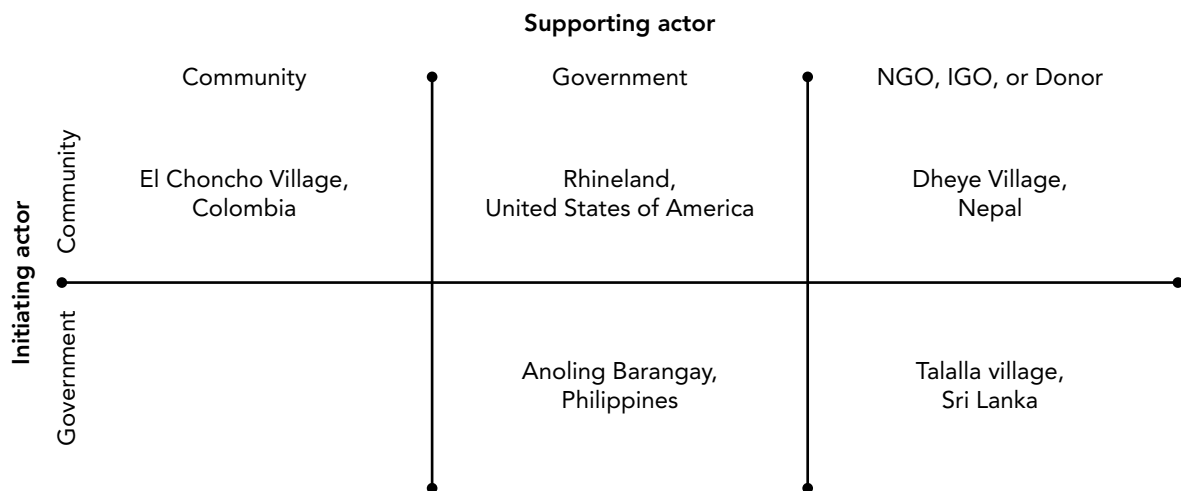 Supporting actor
Community
Government
NGO, IGO, or Donor
Initiating actor
Community
El Choncho Village,
Colombia
Rhineland,
United States of America
Dheye Village,
Nepal
Government
Anoling Barangay,
Philippines
Talalla village,
Sri Lanka